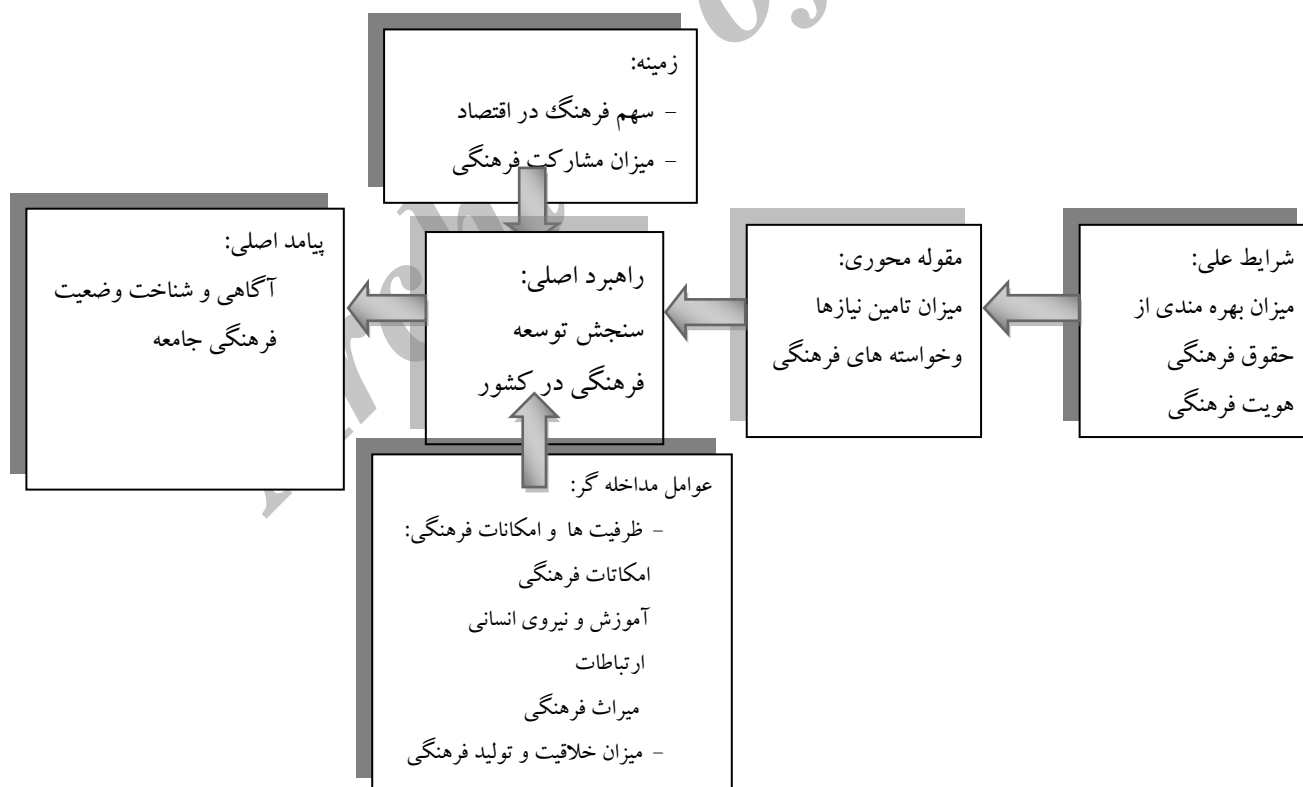 زمینه:
- سهم فرهنگ در اقتصاد
- میزان مشارکت فرهنگی
شرایط علی:
میزان بهره مندی از
حقوق فرهنگی
هویت فرهنگی
مقوله محوری:
میزان تامین نیازها
وخواسته های فرهنگی
راهبرد اصلی:
سنجش توسعه
فرهنگی در کشور
پیامد اصلی:
آگاهی و شناخت وضعیت
فرهنگی جامعه
عوامل مداخله گر:
- ظرفیت ها و امکانات فرهنگی:
امکاتات فرهنگی
آموزش و نیروی انسانی
ارتباطات
میراث فرهنگی
- میزان خلاقیت و تولید فرهنگی